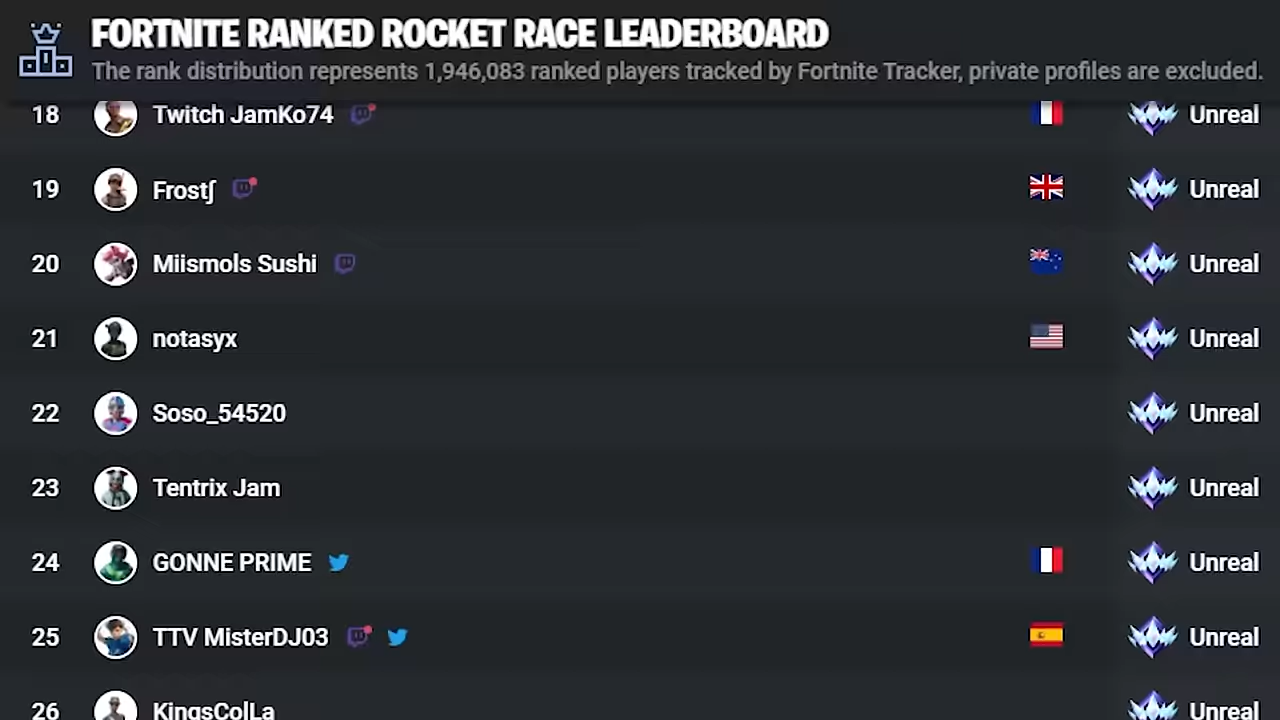 FORTNITE RANKED ROCKET RACE LEADERBOARD
The rank distribution represents 1,946,083 ranked players tracked by Fortnite Tracker, private profiles are excluded.
18 Twitch JamKo74 Unreal
19 Frostʃ Unreal
20 Miismols Sushi Unreal
21 notasyx Unreal
22 Soso_54520 Unreal
23 Tentrix Jam Unreal
24 GONNE PRIME Unreal
25 TTV MisterDJ03 Unreal
26 KingsColLa Unreal